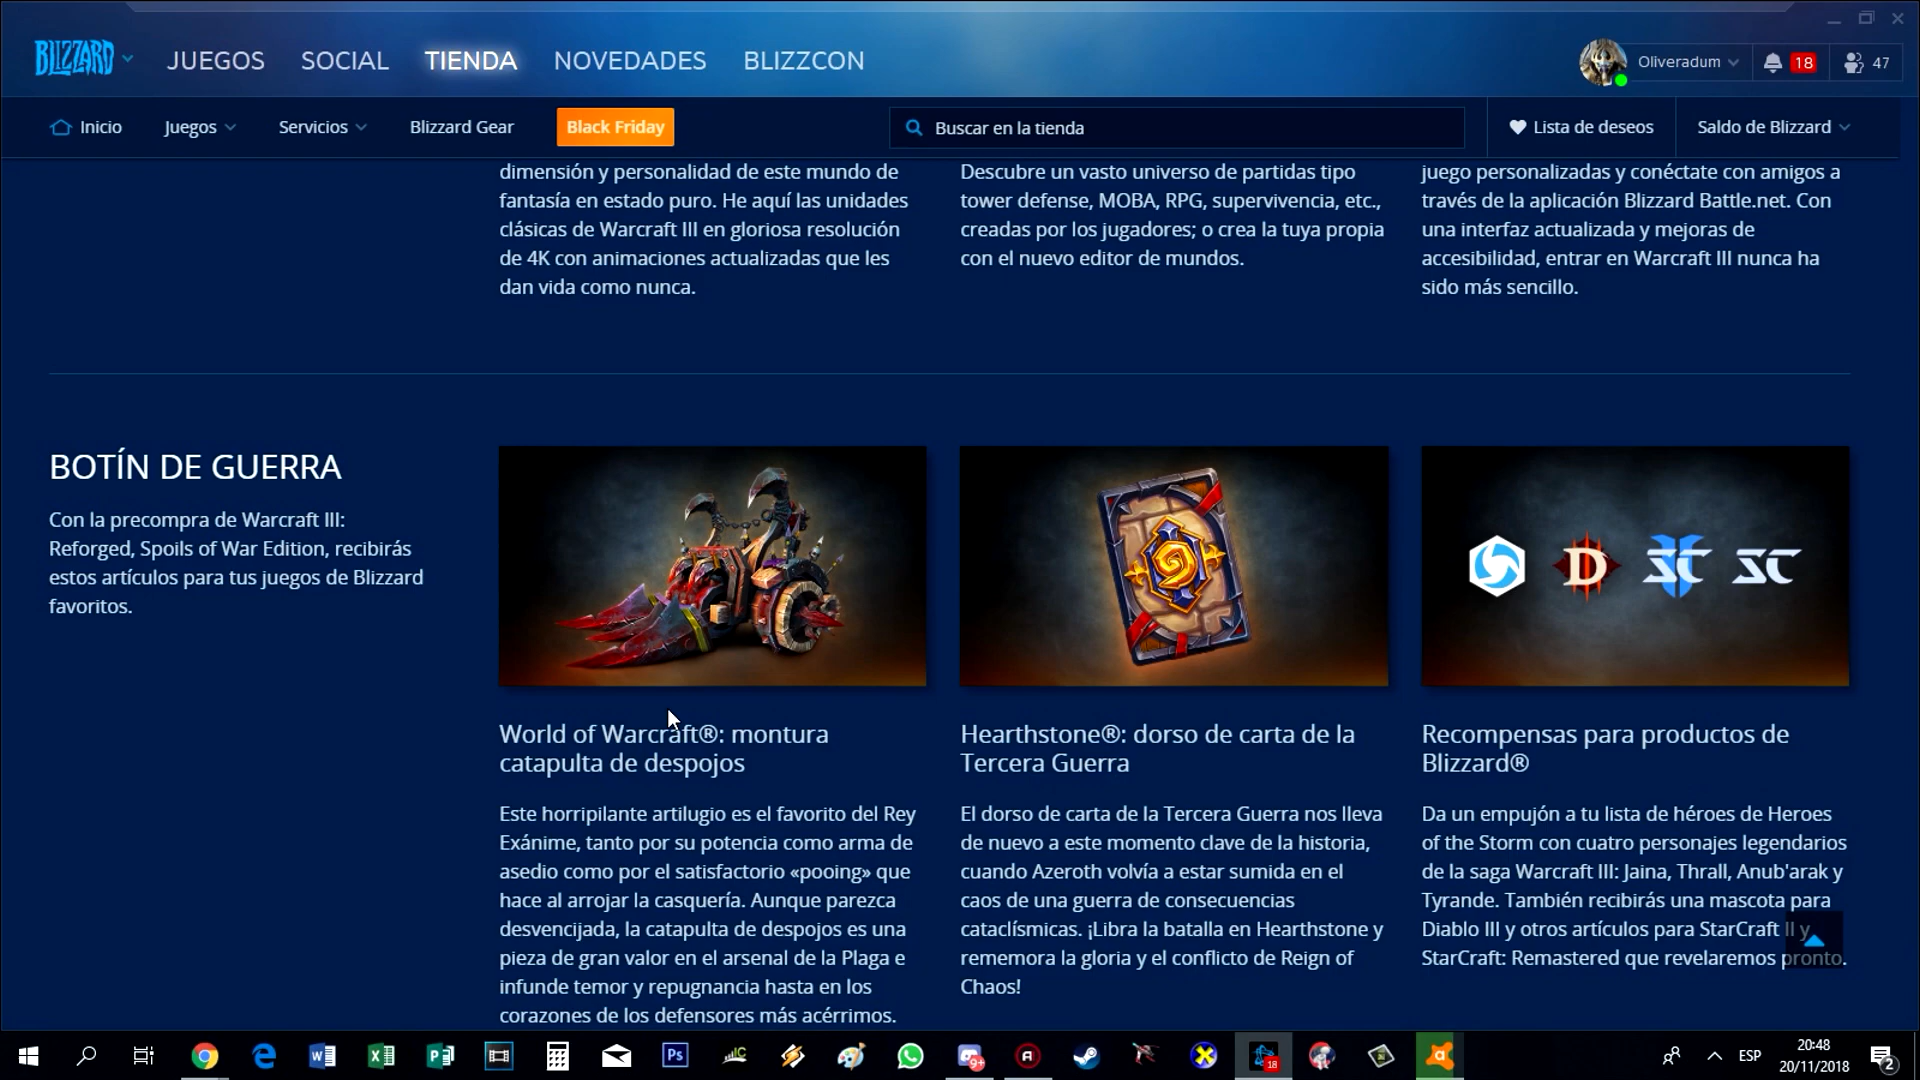 BLIZZARD
JUEGOS
SOCIAL
TIENDA
NOVEDADES
BLIZZCON
Oliveradum
18
47
Inicio
Juegos
Servicios
Blizzard Gear
Black Friday
Buscar en la tienda
Lista de deseos
Saldo de Blizzard
dimensión y personalidad de este mundo de
fantasía en estado puro. He aquí las unidades
clásicas de Warcraft III en gloriosa resolución
de 4K con animaciones actualizadas que les
dan vida como nunca.
Descubre un vasto universo de partidas tipo
tower defense, MOBA, RPG, supervivencia, etc.,
creadas por los jugadores; o crea la tuya propia
con el nuevo editor de mundos.
juego personalizadas y conéctate con amigos a
través de la aplicación Blizzard Battle.net. Con
una interfaz actualizada y mejoras de
accesibilidad, entrar en Warcraft III nunca ha
sido más sencillo.
BOTÍN DE GUERRA
Con la precompra de Warcraft III:
Reforged, Spoils of War Edition, recibirás
estos artículos para tus juegos de Blizzard
favoritos.
D
SC
SC
World of Warcraft®: montura
catapulta de despojos
Este horripilante artilugio es el favorito del Rey
Exánime, tanto por su potencia como arma de
asedio como por el satisfactorio «pooing» que
hace al arrojar la casquería. Aunque parezca
desvencijada, la catapulta de despojos es una
pieza de gran valor en el arsenal de la Plaga e
infunde temor y repugnancia hasta en los
corazones de los defensores más acérrimos.
Hearthstone®: dorso de carta de la
Tercera Guerra
El dorso de carta de la Tercera Guerra nos lleva
de nuevo a este momento clave de la historia,
cuando Azeroth volvía a estar sumida en el
caos de una guerra de consecuencias
cataclísmicas. ¡Libra la batalla en Hearthstone y
rememora la gloria y el conflicto de Reign of
Chaos!
Recompensas para productos de
Blizzard®
Da un empujón a tu lista de héroes de Heroes
of the Storm con cuatro personajes legendarios
de la saga Warcraft III: Jaina, Thrall, Anub'arak y
Tyrande. También recibirás una mascota para
Diablo III y otros artículos para StarCraft II y
StarCraft: Remastered que revelaremos pronto.
Ps
9+
18
ESP
20:48
20/11/2018
2